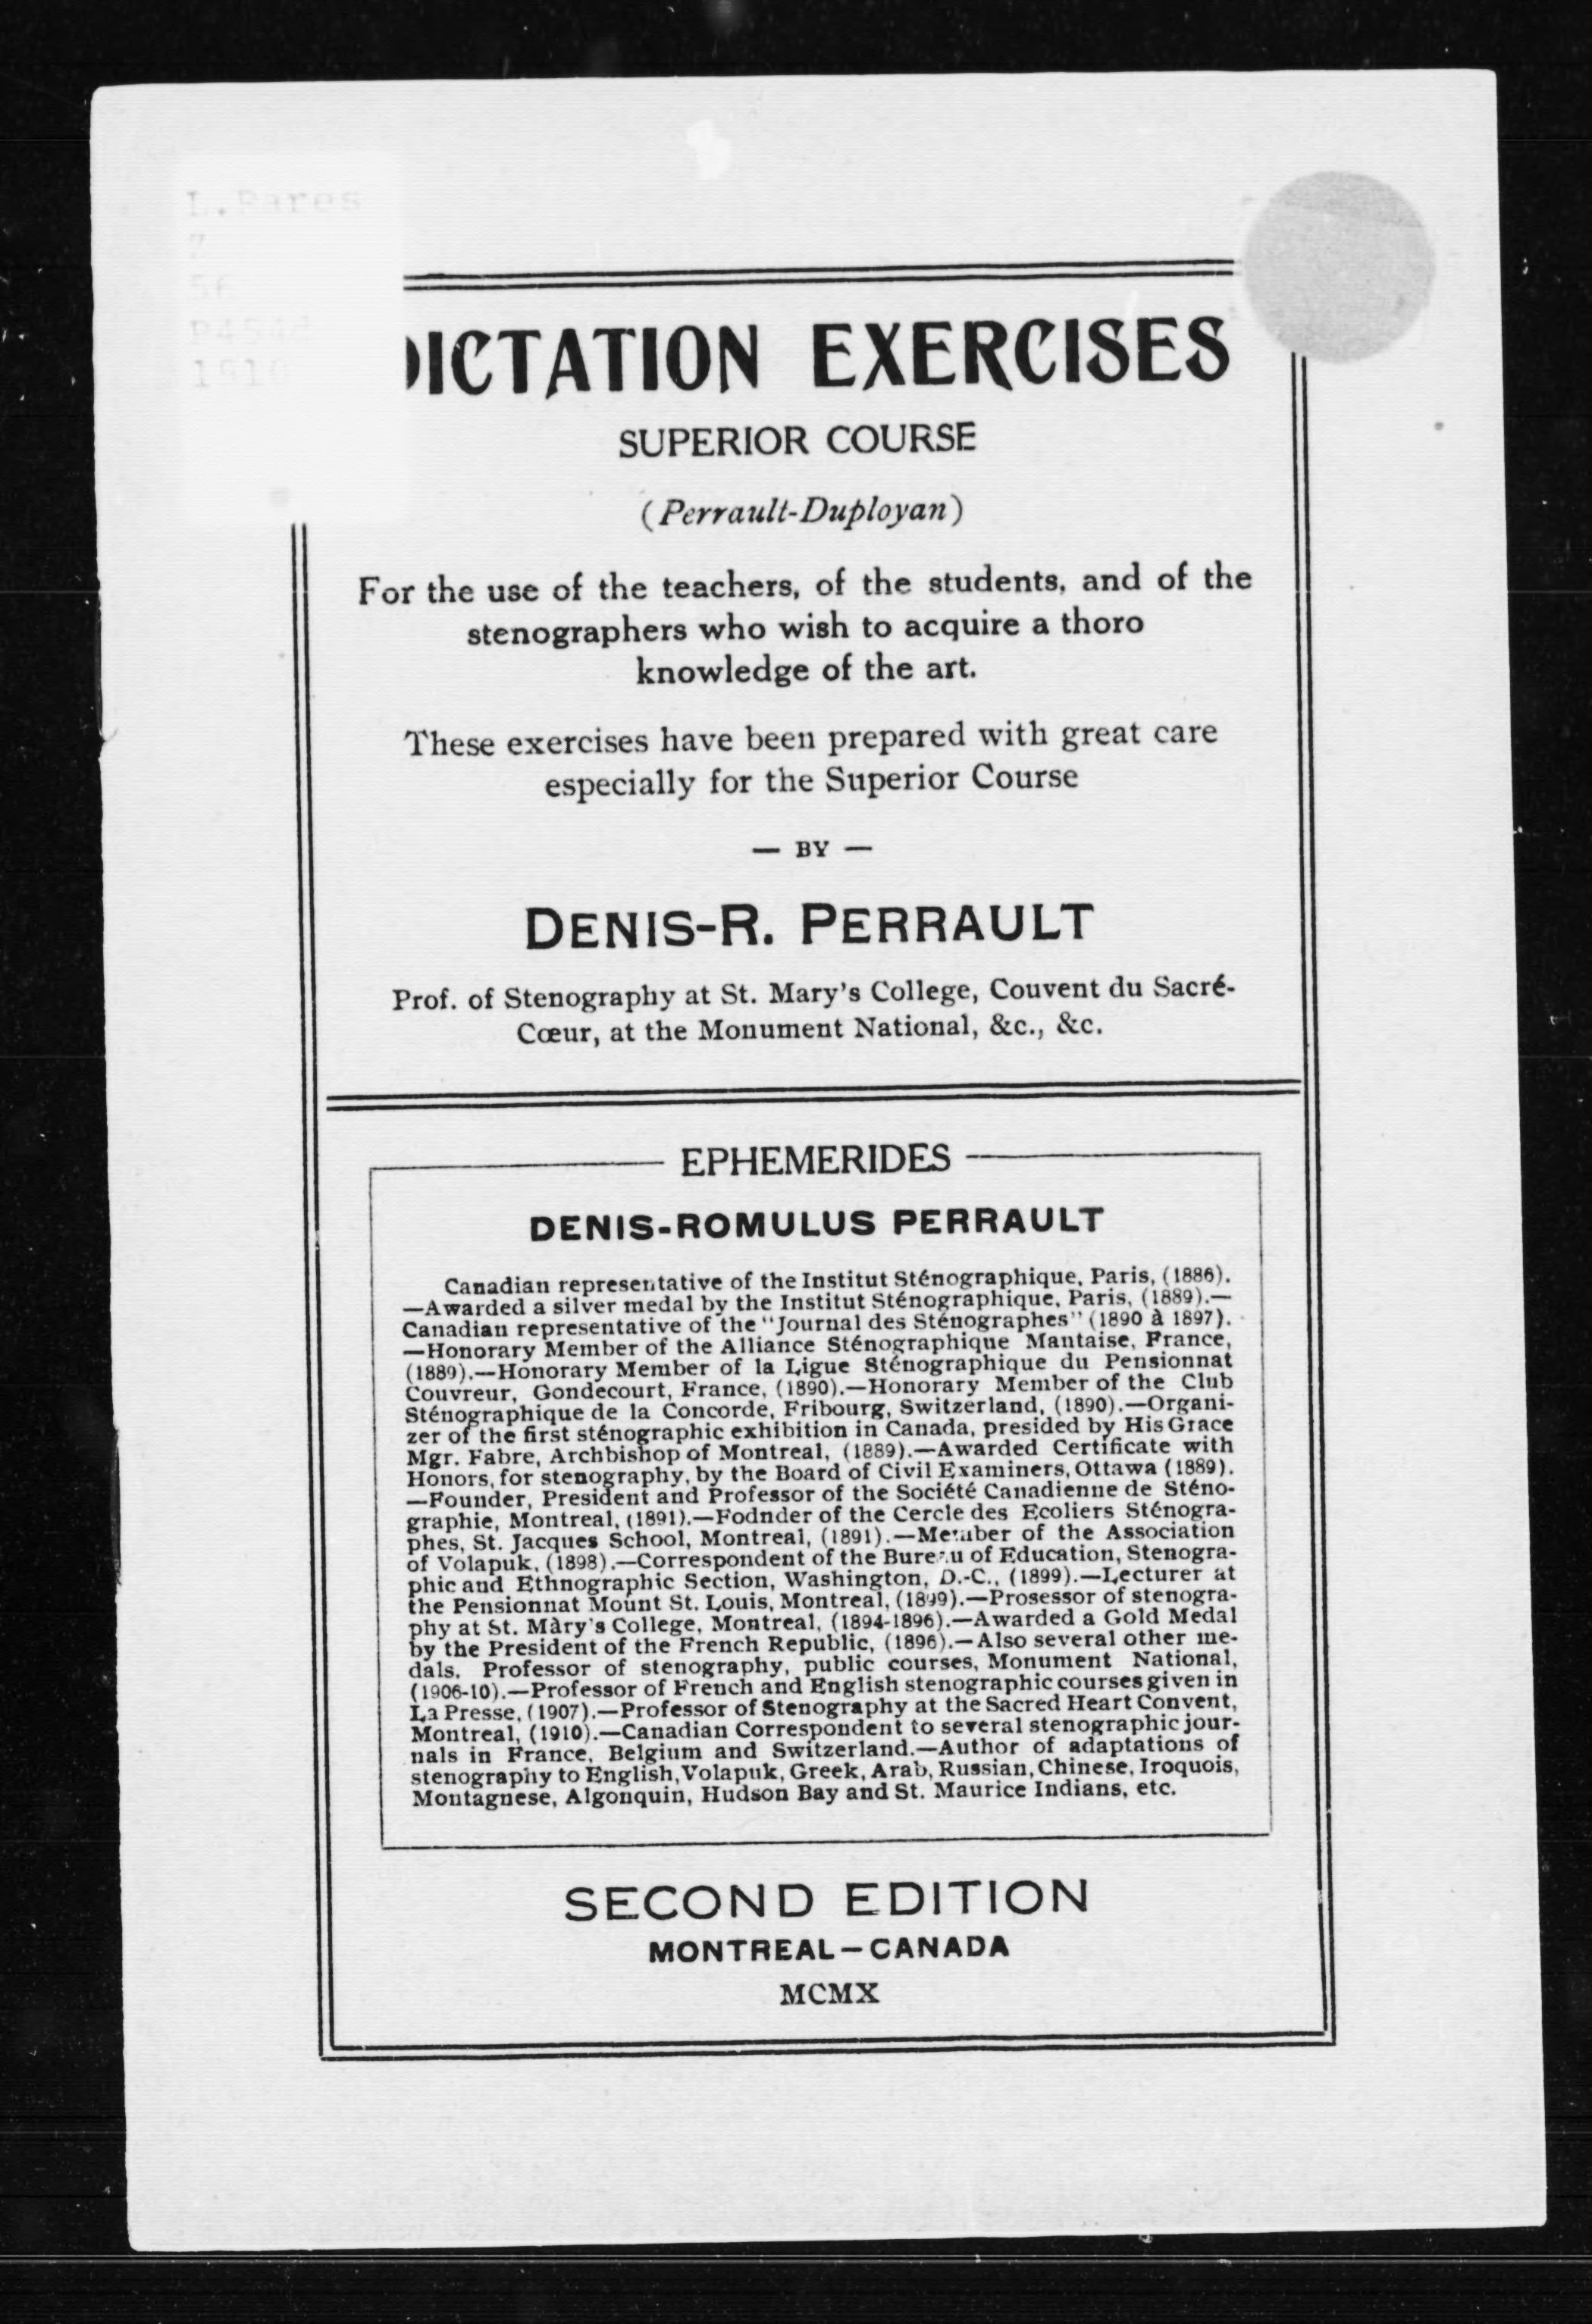 L.Rares
Z
56
P454
1910
DICTATION EXERCISES
SUPERIOR COURSE
(Perrault-Duployan)
For the use of the teachers, of the students, and of the
stenographers who wish to acquire a thoro
knowledge of the art.
These exercises have been prepared with great care
especially for the Superior Course
— BY —
DENIS-R. PERRAULT
Prof. of Stenography at St. Mary's College, Couvent du Sacré-
Cœur, at the Monument National, &c., &c.
EPHEMERIDES
DENIS-ROMULUS PERRAULT
Canadian representative of the Institut Sténographique, Paris, (1886).
—Awarded a silver medal by the Institut Sténographique, Paris, (1889).—
Canadian representative of the "Journal des Sténographes" (1890 à 1897).
—Honorary Member of the Alliance Sténographique Mantaise, France,
(1889).—Honorary Member of la Ligue Sténographique du Pensionnat
Couvreur, Gondecourt, France, (1890).—Honorary Member of the Club
Sténographique de la Concorde, Fribourg, Switzerland, (1890).—Organi-
zer of the first sténographic exhibition in Canada, presided by His Grace
Mgr. Fabre, Archbishop of Montreal, (1889).—Awarded Certificate with
Honors, for stenography, by the Board of Civil Examiners, Ottawa (1889).
—Founder, President and Professor of the Société Canadienne de Sténo-
graphie, Montreal, (1891).—Fodnder of the Cercle des Ecoliers Sténogra-
phes, St. Jacques School, Montreal, (1891).—Member of the Association
of Volapuk, (1898).—Correspondent of the Bureau of Education, Stenogra-
phic and Ethnographic Section, Washington, D.-C., (1899).—Lecturer at
the Pensionnat Mount St. Louis, Montreal, (1899).—Prosessor of stenogra-
phy at St. Màry's College, Montreal, (1894-1896).—Awarded a Gold Medal
by the President of the French Republic, (1896).—Also several other me-
dals. Professor of stenography, public courses, Monument National,
(1906-10).—Professor of French and English stenographic courses given in
La Presse, (1907).—Professor of Stenography at the Sacred Heart Convent,
Montreal, (1910).—Canadian Correspondent to several stenographic jour-
nals in France, Belgium and Switzerland.—Author of adaptations of
stenography to English, Volapuk, Greek, Arab, Russian, Chinese, Iroquois,
Montagnese, Algonquin, Hudson Bay and St. Maurice Indians, etc.
SECOND EDITION
MONTREAL—CANADA
MCMX